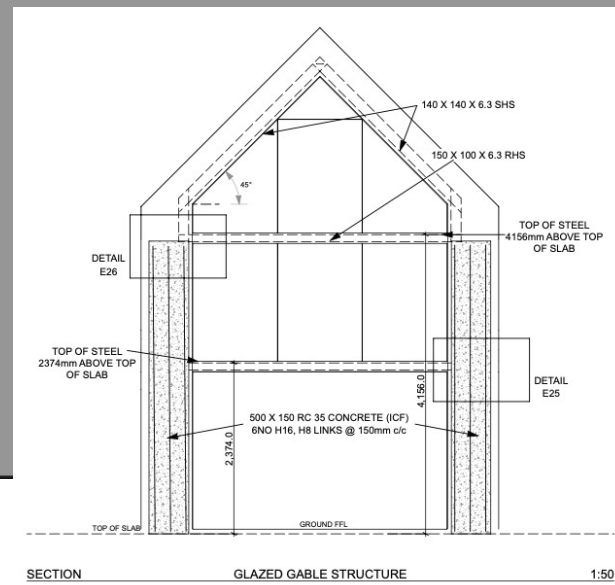 140 X 140 X 6.3 SHS
150 X 100 X 6.3 RHS
45°
TOP OF STEEL
4156mm ABOVE TOP
OF SLAB
DETAIL
E26
TOP OF STEEL
2374mm ABOVE TOP
OF SLAB
DETAIL
E25
4,156.0
500 X 150 RC 35 CONCRETE (ICF)
6NO H16, H8 LINKS @ 150mm c/c
2,374.0
TOP OF SLAB
GROUND FFL
SECTION
GLAZED GABLE STRUCTURE
1:50